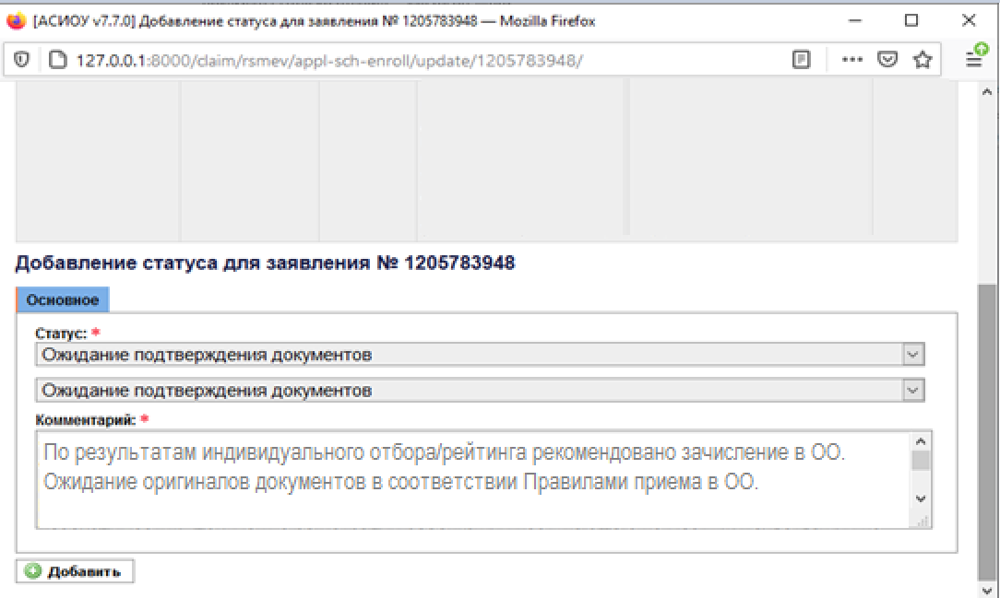 [АСИОУ v7.7.0] Добавление статуса для заявления № 1205783948 — Mozilla Firefox
127.0.0.1:8000/claim/rsmev/appl-sch-enroll/update/1205783948/
Добавление статуса для заявления № 1205783948
Основное
Статус: *
Ожидание подтверждения документов
Ожидание подтверждения документов
Комментарий: *
По результатам индивидуального отбора/рейтинга рекомендовано зачисление в ОО.
Ожидание оригиналов документов в соответствии Правилами приема в ОО.
Добавить